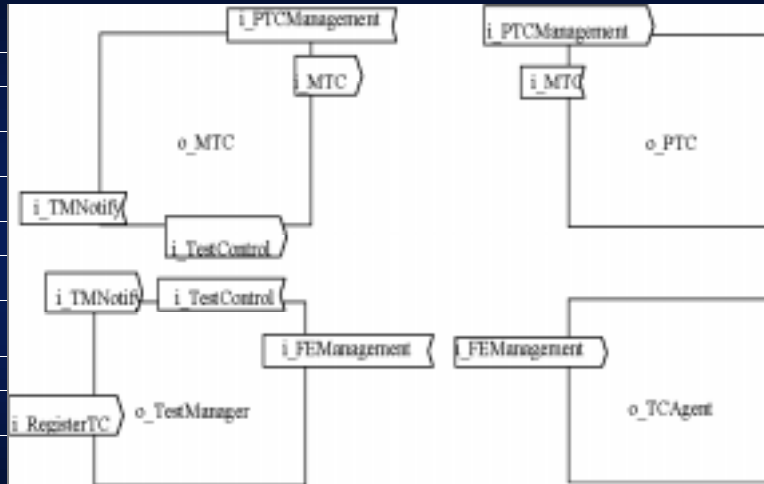 i_PTCManagement
i_PTCManagement
i_MTC
i_MTC
o_MTC
o_PTC
i_TMNotify
i_TestControl
i_TMNotify
i_TestControl
i_FEManagement
i_FEManagement
i_RegisterTC
o_TestManager
o_TCAgent